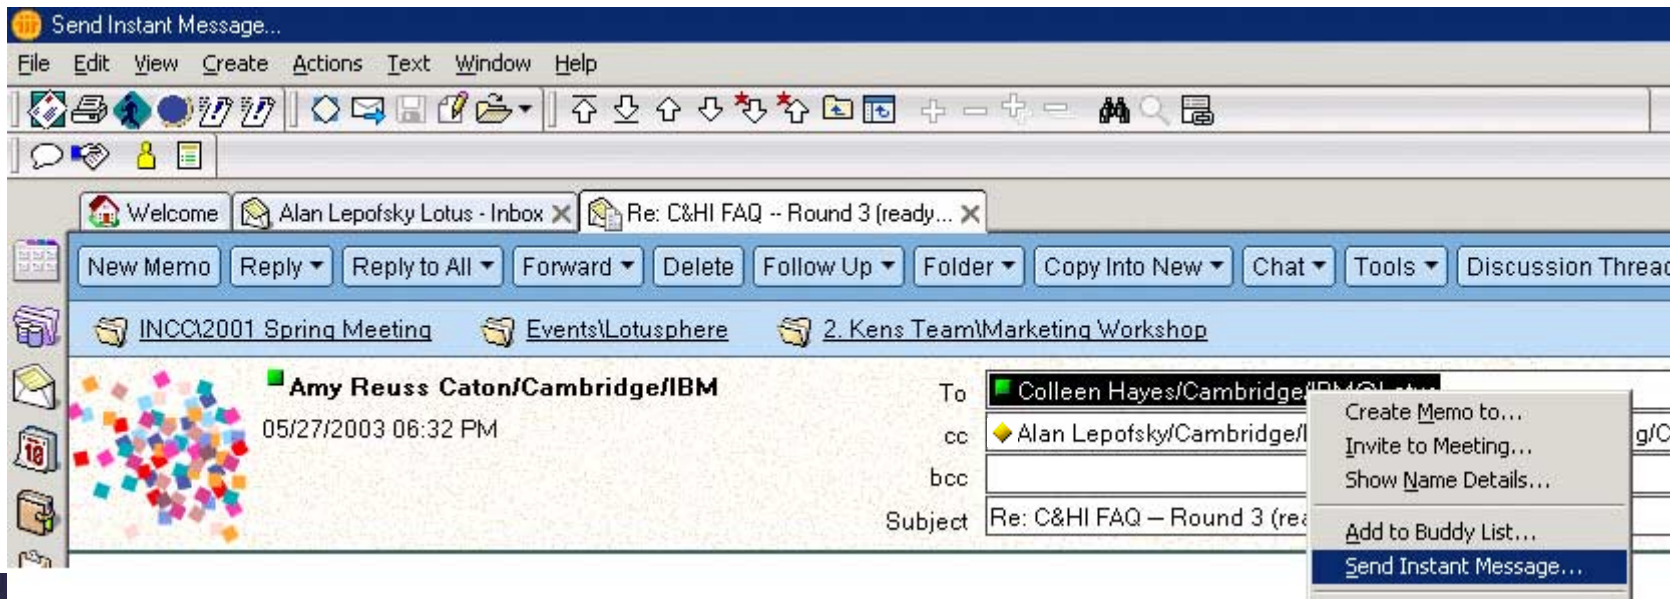 Send Instant Message...
File Edit View Create Actions Text Window Help
Welcome Alan Lepofsky Lotus - Inbox Re: C&HI FAQ -- Round 3 (ready...
New Memo Reply Reply to All Forward Delete Follow Up Folder Copy Into New Chat Tools Discussion Threa
INCC\2001 Spring Meeting Events\Lotusphere 2. Kens Team\Marketing Workshop
Amy Reuss Caton/Cambridge/IBM
05/27/2003 06:32 PM
To Colleen Hayes/Cambridge/IBM@Lotus
cc Alan Lepofsky/Cambridge/I g/C
bcc
Subject Re: C&HI FAQ – Round 3 (rea
Create Memo to...
Invite to Meeting...
Show Name Details...
Add to Buddy List...
Send Instant Message...
18